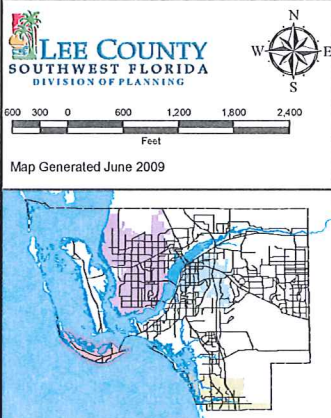 LEE COUNTY
SOUTHWEST FLORIDA
DIVISION OF PLANNING
N
W E
S
600 300 0 600 1,200 1,800 2,400
Feet
Map Generated June 2009